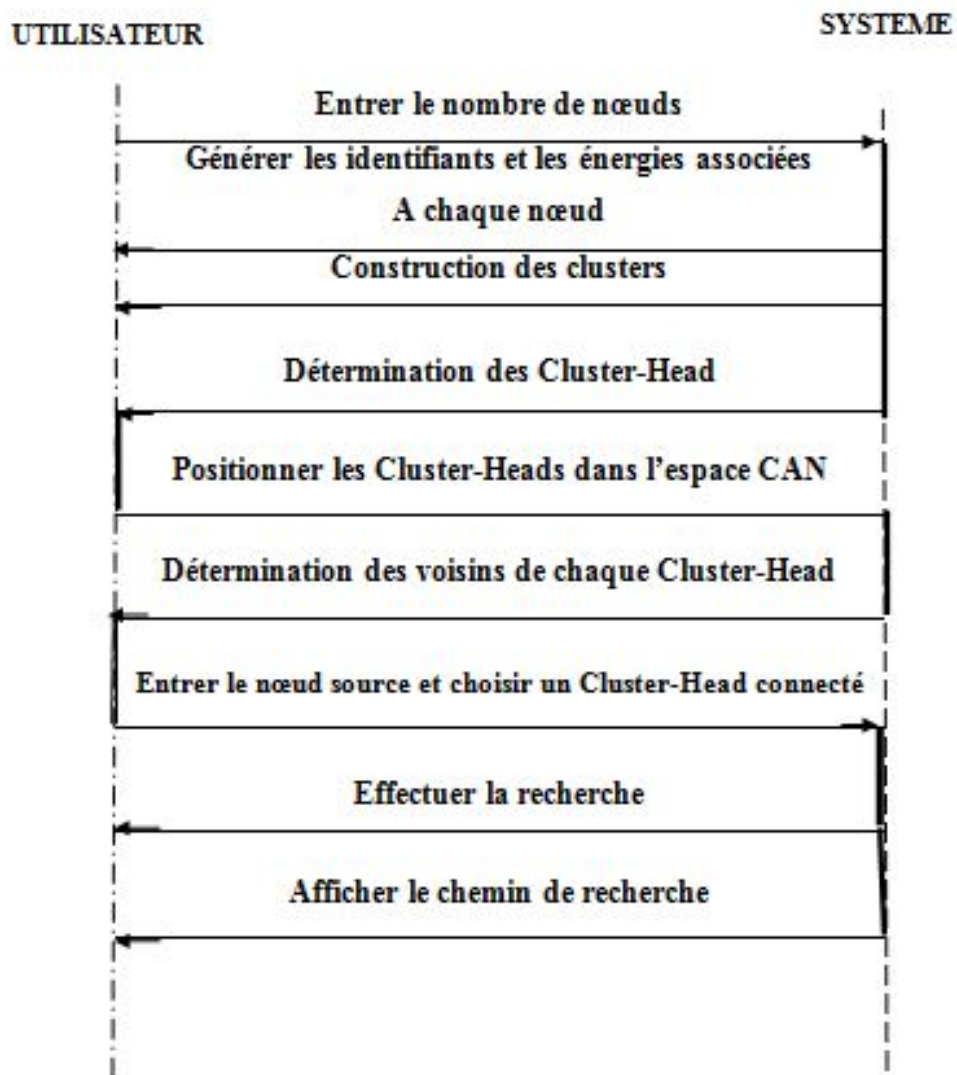 UTILISATEUR
SYSTEME
Entrer le nombre de nœuds
Générer les identifiants et les énergies associées
A chaque nœud
Construction des clusters
Détermination des Cluster-Head
Positionner les Cluster-Heads dans l'espace CAN
Détermination des voisins de chaque Cluster-Head
Entrer le nœud source et choisir un Cluster-Head connecté
Effectuer la recherche
Afficher le chemin de recherche